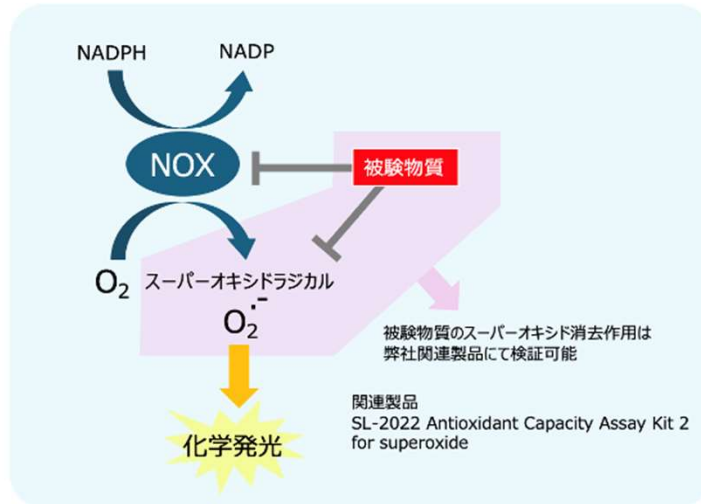 NADPH
NADP
NOX
被験物質
O2
スーパーオキシドラジカル
O2・−
被験物質のスーパーオキシド消去作用は
弊社関連製品にて検証可能
化学発光
関連製品
SL-2022 Antioxidant Capacity Assay Kit 2
for superoxide